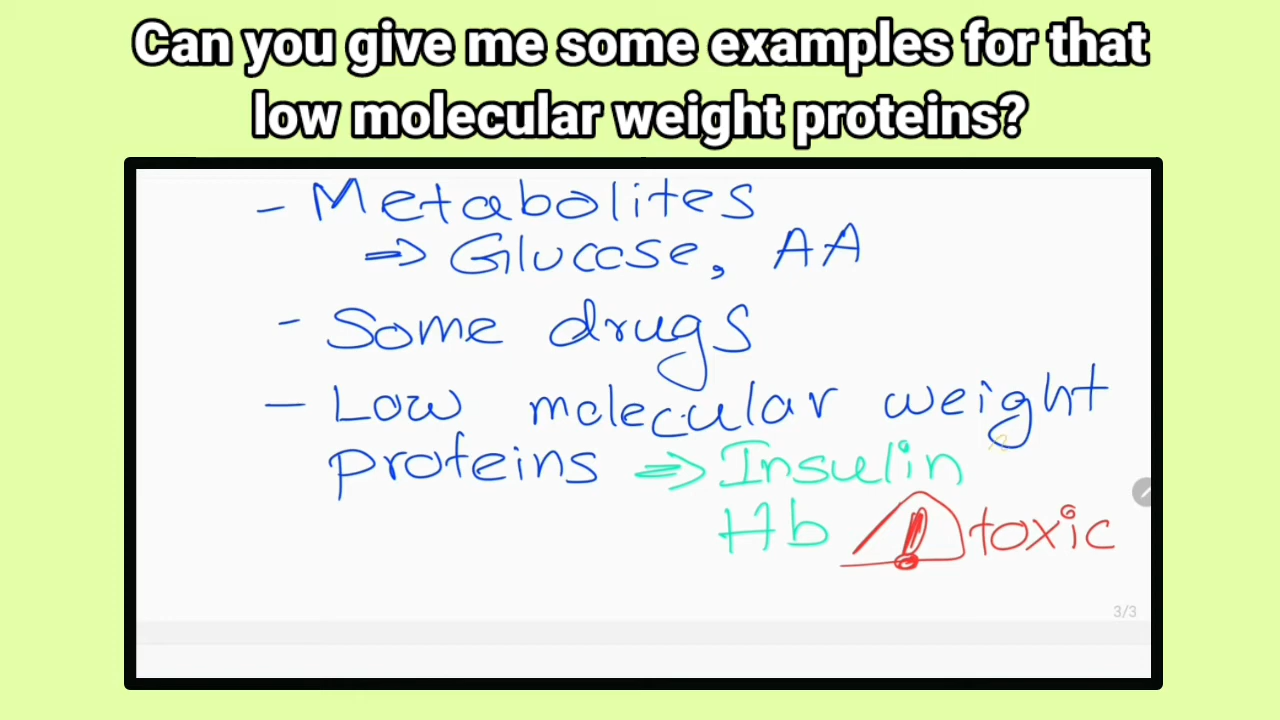 Can you give me some examples for that
low molecular weight proteins?
- Metabolites
⇒ Glucose, AA
- Some drugs
- Low molecular weight
proteins ⇒ Insulin
Hb ! toxic
3/3